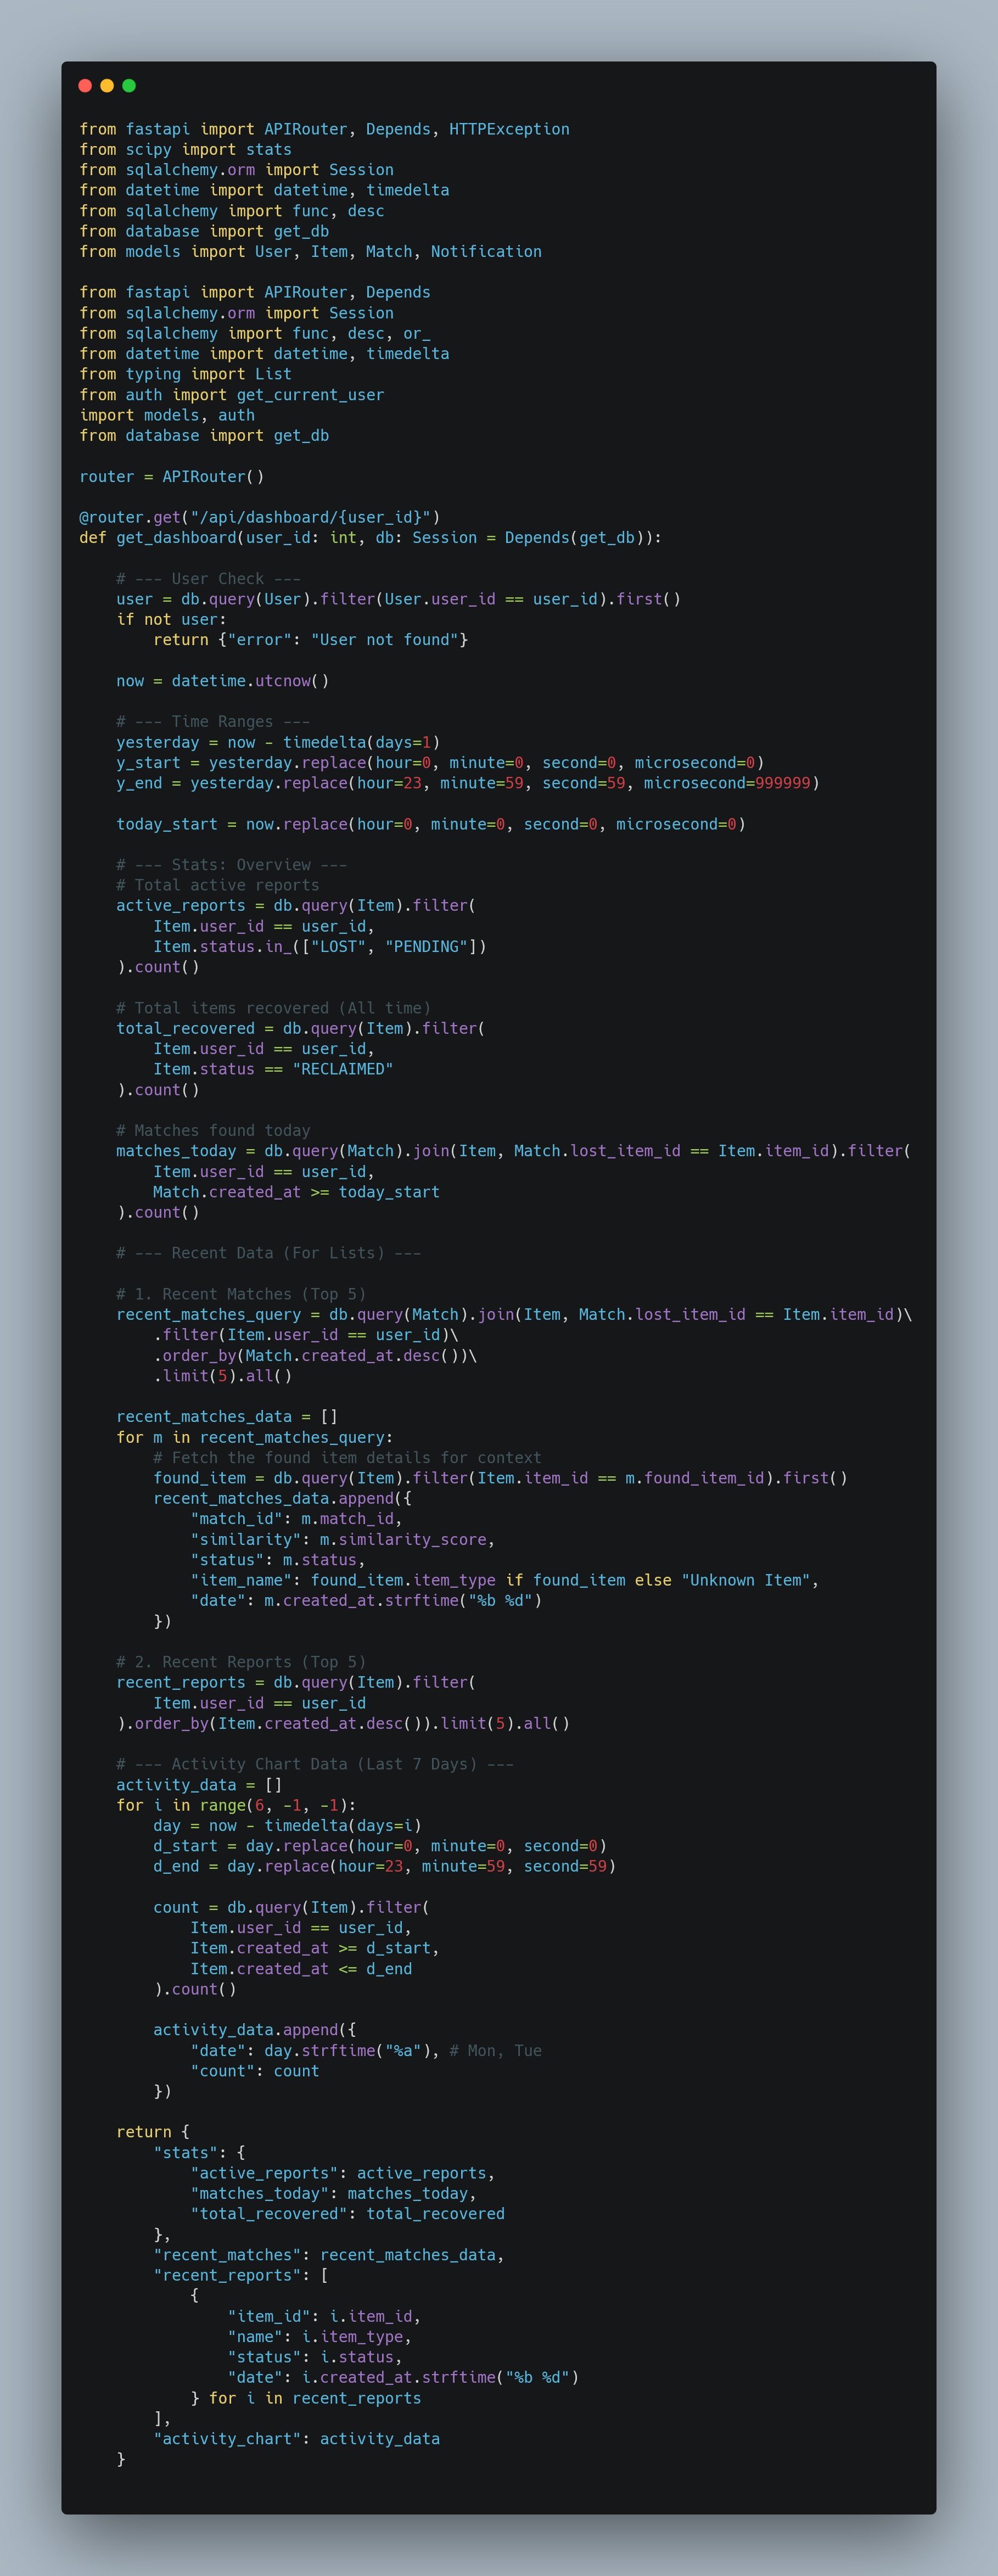 from fastapi import APIRouter, Depends, HTTPException
from scipy import stats
from sqlalchemy.orm import Session
from datetime import datetime, timedelta
from sqlalchemy import func, desc
from database import get_db
from models import User, Item, Match, Notification

from fastapi import APIRouter, Depends
from sqlalchemy.orm import Session
from sqlalchemy import func, desc, or_
from datetime import datetime, timedelta
from typing import List
from auth import get_current_user
import models, auth
from database import get_db

router = APIRouter()

@router.get("/api/dashboard/{user_id}")
def get_dashboard(user_id: int, db: Session = Depends(get_db)):

    # --- User Check ---
    user = db.query(User).filter(User.user_id == user_id).first()
    if not user:
        return {"error": "User not found"}

    now = datetime.utcnow()

    # --- Time Ranges ---
    yesterday = now - timedelta(days=1)
    y_start = yesterday.replace(hour=0, minute=0, second=0, microsecond=0)
    y_end = yesterday.replace(hour=23, minute=59, second=59, microsecond=999999)

    today_start = now.replace(hour=0, minute=0, second=0, microsecond=0)

    # --- Stats: Overview ---
    # Total active reports
    active_reports = db.query(Item).filter(
        Item.user_id == user_id,
        Item.status.in_(["LOST", "PENDING"])
    ).count()

    # Total items recovered (All time)
    total_recovered = db.query(Item).filter(
        Item.user_id == user_id,
        Item.status == "RECLAIMED"
    ).count()

    # Matches found today
    matches_today = db.query(Match).join(Item, Match.lost_item_id == Item.item_id).filter(
        Item.user_id == user_id,
        Match.created_at >= today_start
    ).count()

    # --- Recent Data (For Lists) ---

    # 1. Recent Matches (Top 5)
    recent_matches_query = db.query(Match).join(Item, Match.lost_item_id == Item.item_id)\
        .filter(Item.user_id == user_id)\
        .order_by(Match.created_at.desc())\
        .limit(5).all()

    recent_matches_data = []
    for m in recent_matches_query:
        # Fetch the found item details for context
        found_item = db.query(Item).filter(Item.item_id == m.found_item_id).first()
        recent_matches_data.append({
            "match_id": m.match_id,
            "similarity": m.similarity_score,
            "status": m.status,
            "item_name": found_item.item_type if found_item else "Unknown Item",
            "date": m.created_at.strftime("%b %d")
        })

    # 2. Recent Reports (Top 5)
    recent_reports = db.query(Item).filter(
        Item.user_id == user_id
    ).order_by(Item.created_at.desc()).limit(5).all()

    # --- Activity Chart Data (Last 7 Days) ---
    activity_data = []
    for i in range(6, -1, -1):
        day = now - timedelta(days=i)
        d_start = day.replace(hour=0, minute=0, second=0)
        d_end = day.replace(hour=23, minute=59, second=59)

        count = db.query(Item).filter(
            Item.user_id == user_id,
            Item.created_at >= d_start,
            Item.created_at <= d_end
        ).count()

        activity_data.append({
            "date": day.strftime("%a"), # Mon, Tue
            "count": count
        })

    return {
        "stats": {
            "active_reports": active_reports,
            "matches_today": matches_today,
            "total_recovered": total_recovered
        },
        "recent_matches": recent_matches_data,
        "recent_reports": [
            {
                "item_id": i.item_id,
                "name": i.item_type,
                "status": i.status,
                "date": i.created_at.strftime("%b %d")
            } for i in recent_reports
        ],
        "activity_chart": activity_data
    }